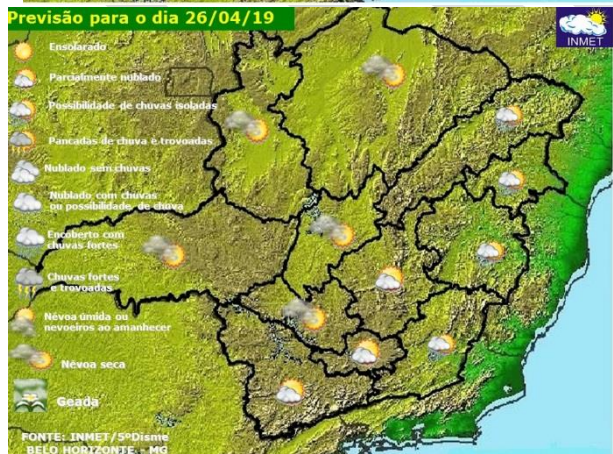 Previsão para o dia 26/04/19
INMET
Ensolarado
Parcialmente nublado
Possibilidade de chuvas isoladas
Pancadas de chuva e trovoadas
Nublado sem chuvas
Nublado com chuvas
ou possibilidade de chuva
Encoberto com
chuvas fortes
Chuvas fortes
e trovoadas
Névoa úmida ou
nevoeiros ao amanhecer
Névoa seca
Geada
FONTE: INMET/5ºDisme
BELO HORIZONTE - MG